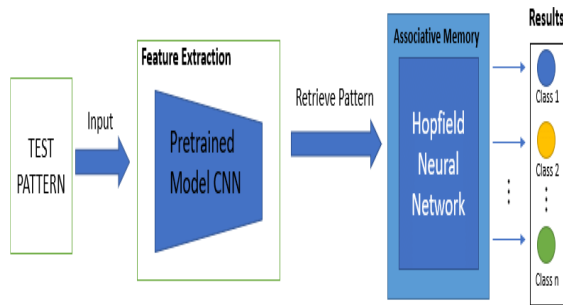 TEST
PATTERN
Input
Feature Extraction
Pretrained
Model CNN
Retrieve Pattern
Associative Memory
Hopfield
Neural
Network
Results
Class 1
Class 2
Class n